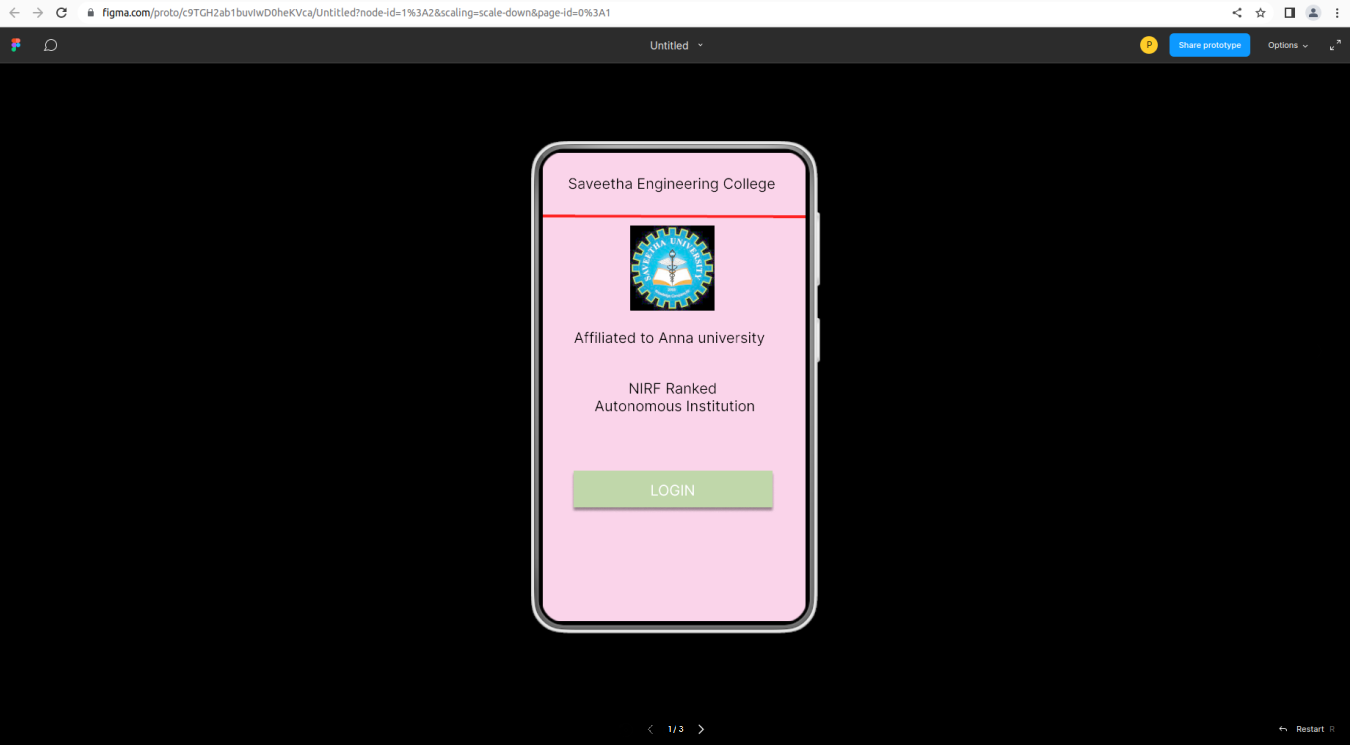 figma.com/proto/c9TGH2ab1buvIwD0heKVca/Untitled?node-id=1%3A2&scaling=scale-down&page-id=0%3A1
Untitled
P
Share prototype
Options
Saveetha Engineering College
SAVEETHA UNIVERSITY
Affiliated to Anna university
NIRF Ranked
Autonomous Institution
LOGIN
1 / 3
Restart R